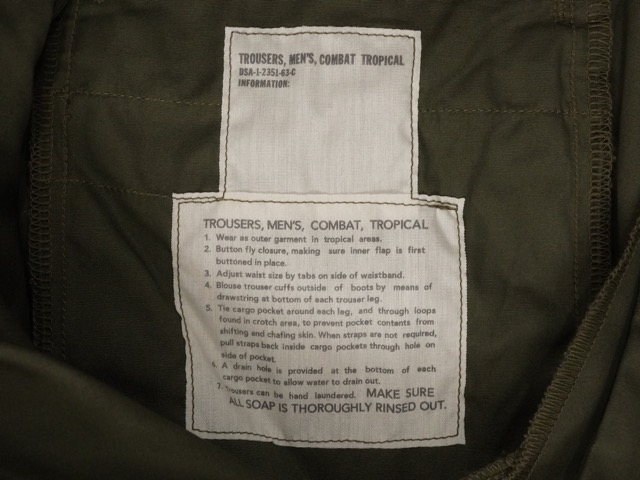 TROUSERS, MEN'S, COMBAT TROPICAL
DSA-1-2351-63-C
INFORMATION:
TROUSERS, MEN'S, COMBAT, TROPICAL
1. Wear as outer garment in tropical areas.
2. Button fly closure, making sure inner flap is first
buttoned in place.
3. Adjust waist size by tabs on side of waistband.
4. Blouse trouser cuffs outside of boots by means of
drawstring at bottom of each trouser leg.
5. Tie cargo pocket around each leg, and through loops
found in crotch area, to prevent pocket contents from
shifting and chafing skin. When straps are not required,
pull straps back inside cargo pockets through hole on
side of pocket.
6. A drain hole is provided at the bottom of each
cargo pocket to allow water to drain out.
7. Trousers can be hand laundered. MAKE SURE
ALL SOAP IS THOROUGHLY RINSED OUT.